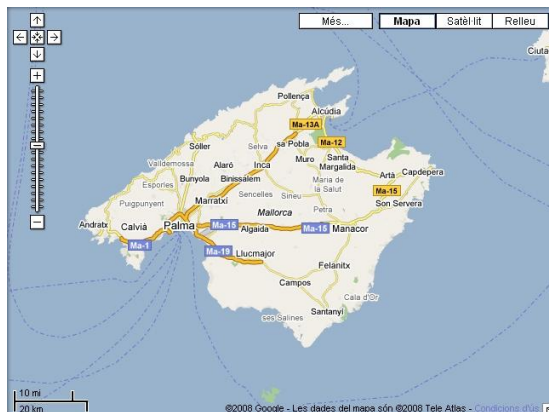 Més...
Mapa
Satèl·lit
Relleu
Ciuta
Pollença
Alcúdia
Ma-13A
Ma-12
Sóller
Selva
sa Pobla
Muro
Santa
Margalida
Valldemossa
Alaró
Inca
Artà
Capdepera
Bunyola
Binissalem
Maria de
la Salut
Esporles
Ma-15
Puigpunyent
Marratxí
Sencelles
Sineu
Son Servera
Mallorca
Petra
Andratx
Calvià
Palma
Ma-15
Algaida
Ma-15
Manacor
Ma-1
Ma-19
Llucmajor
Felanitx
Campos
Cala d'Or
Santanyí
ses Salines
10 mi
20 km
©2008 Google - Les dades del mapa són ©2008 Tele Atlas - Condicions d'ús